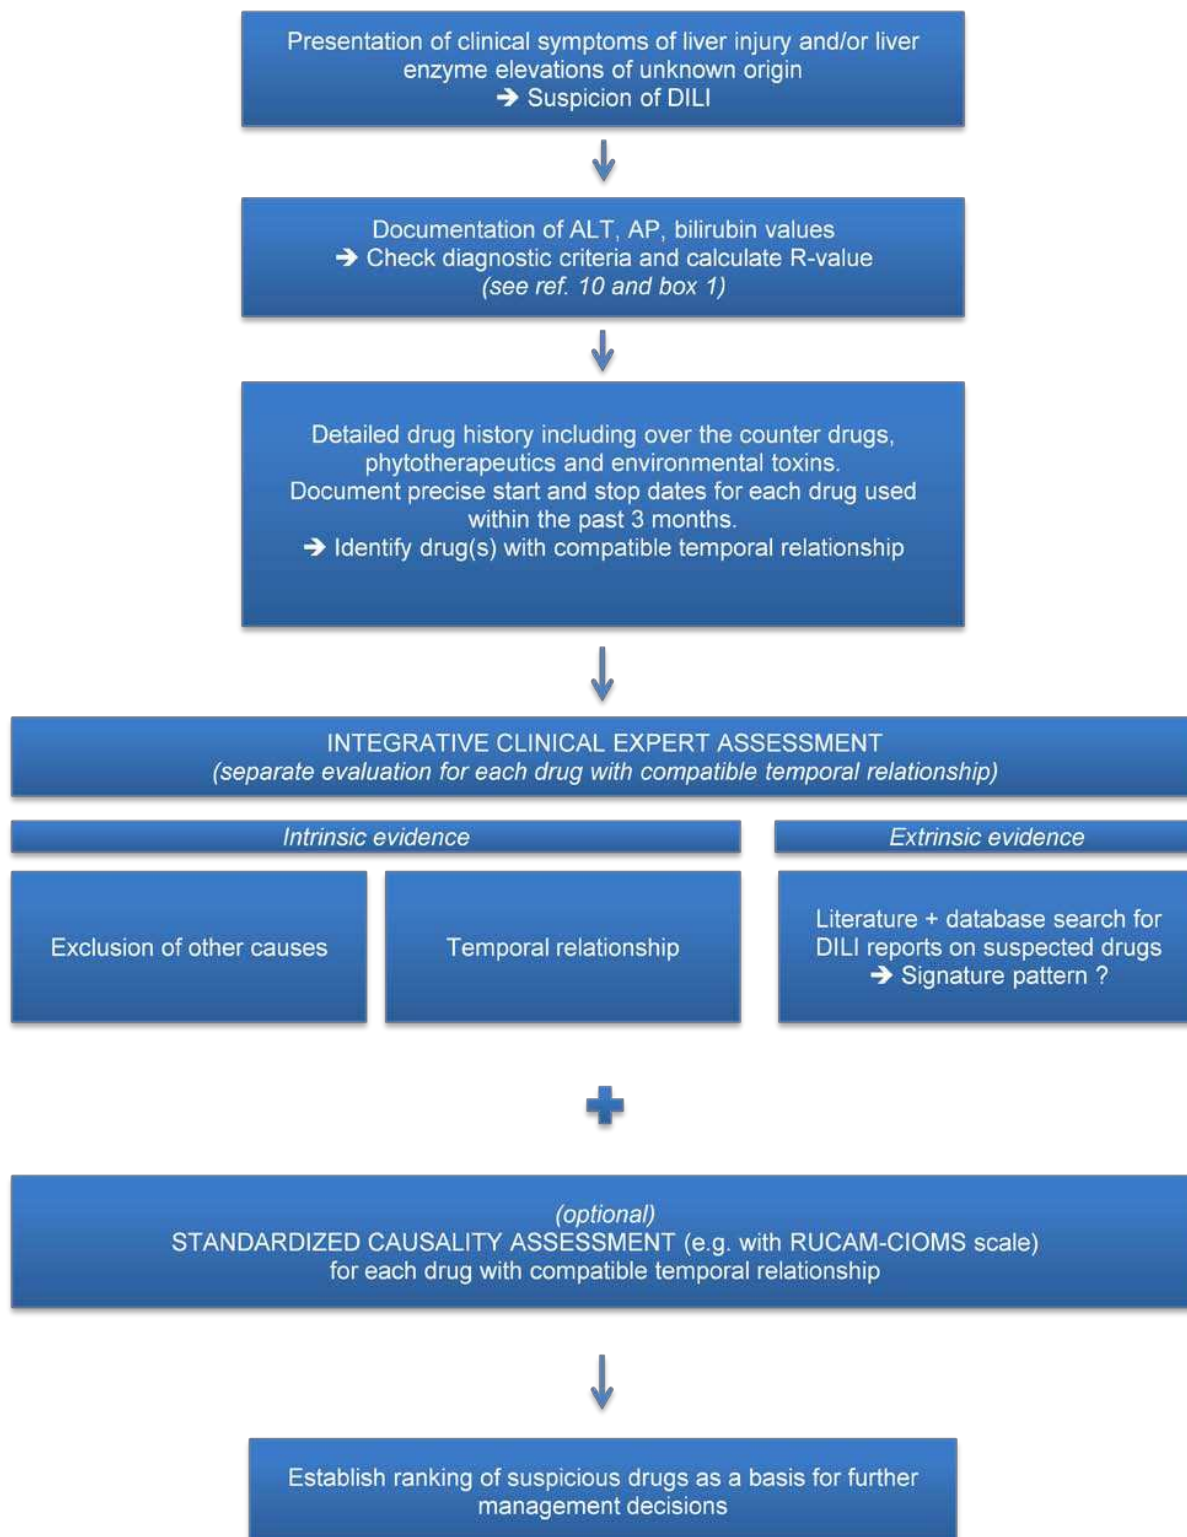 Presentation of clinical symptoms of liver injury and/or liver
enzyme elevations of unknown origin
➔ Suspicion of DILI
Documentation of ALT, AP, bilirubin values
➔ Check diagnostic criteria and calculate R-value
(see ref. 10 and box 1)
Detailed drug history including over the counter drugs,
phytotherapeutics and environmental toxins.
Document precise start and stop dates for each drug used
within the past 3 months.
➔ Identify drug(s) with compatible temporal relationship
INTEGRATIVE CLINICAL EXPERT ASSESSMENT
(separate evaluation for each drug with compatible temporal relationship)
Intrinsic evidence
Extrinsic evidence
Exclusion of other causes
Temporal relationship
Literature + database search for
DILI reports on suspected drugs
➔ Signature pattern ?
(optional)
STANDARDIZED CAUSALITY ASSESSMENT (e.g. with RUCAM-CIOMS scale)
for each drug with compatible temporal relationship
Establish ranking of suspicious drugs as a basis for further
management decisions